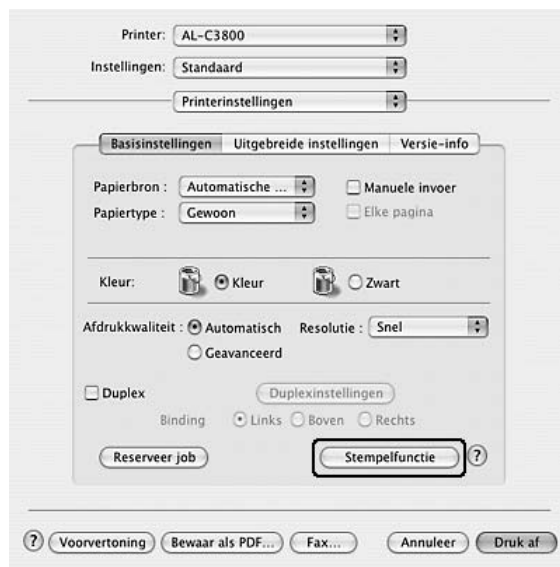 Printer: AL-C3800
Instellingen: Standaard
Printerinstellingen
Basisinstellingen Uitgebreide instellingen Versie-info
Papierbron : Automatische ... Manuele invoer
Papiertype : Gewoon Elke pagina
Kleur: Kleur Zwart
Afdrukkwaliteit : Automatisch Resolutie : Snel
Geavanceerd
Duplex Duplexinstellingen
Binding Links Boven Rechts
Reserveer job Stempelfunctie ?
? Voorvertoning Bewaar als PDF... Fax... Annuleer Druk af